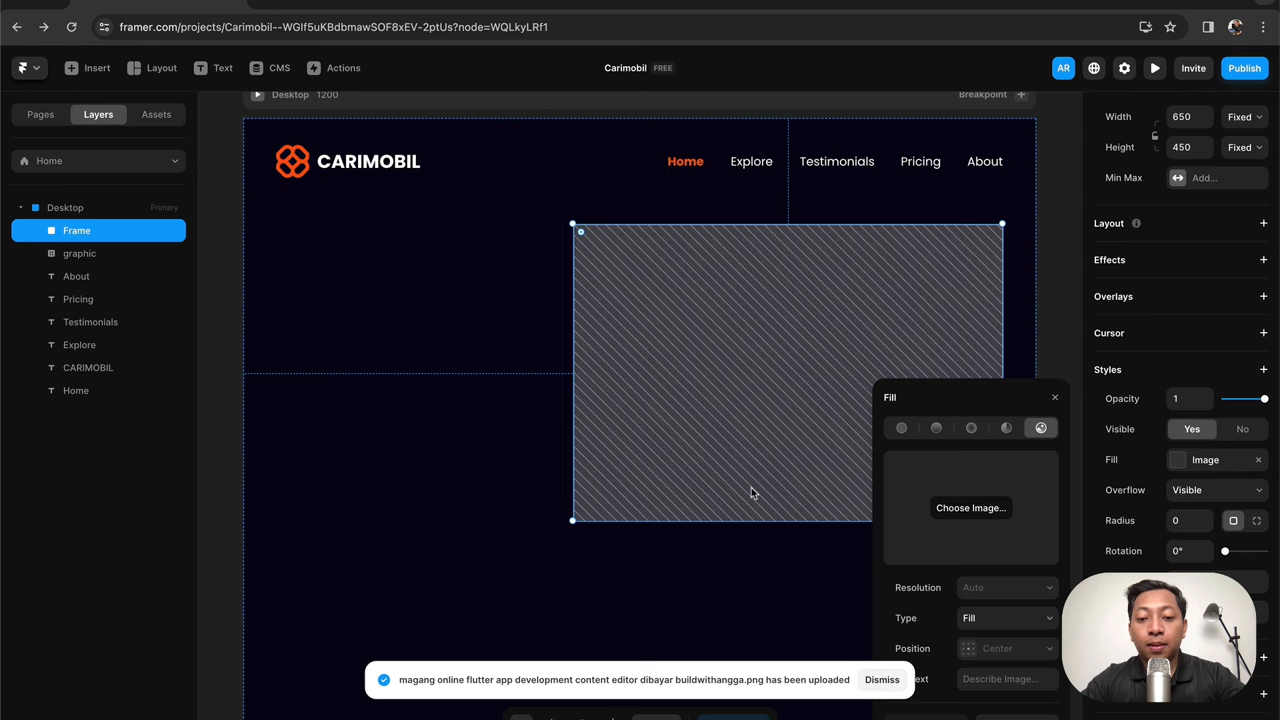 framer.com/projects/Carimobil--WGlf5uKBdbmawSOF8xEV-2ptUs?node=WQLkyLRf1
Insert Layout Text CMS Actions
Carimobil FREE
AR Invite Publish
Pages Layers Assets
Home
Desktop Primary
Frame
graphic
About
Pricing
Testimonials
Explore
CARIMOBIL
Home
Desktop 1200
Breakpoint
CARIMOBIL
Home Explore Testimonials Pricing About
Fill
Choose Image...
Resolution Auto
Type Fill
Position Center
Text Describe Image...
magang online flutter app development content editor dibayar buildwithangga.png has been uploaded Dismiss
Width 650 Fixed
Height 450 Fixed
Min Max Add...
Layout
Effects
Overlays
Cursor
Styles
Opacity 1
Visible Yes No
Fill Image
Overflow Visible
Radius 0
Rotation 0°